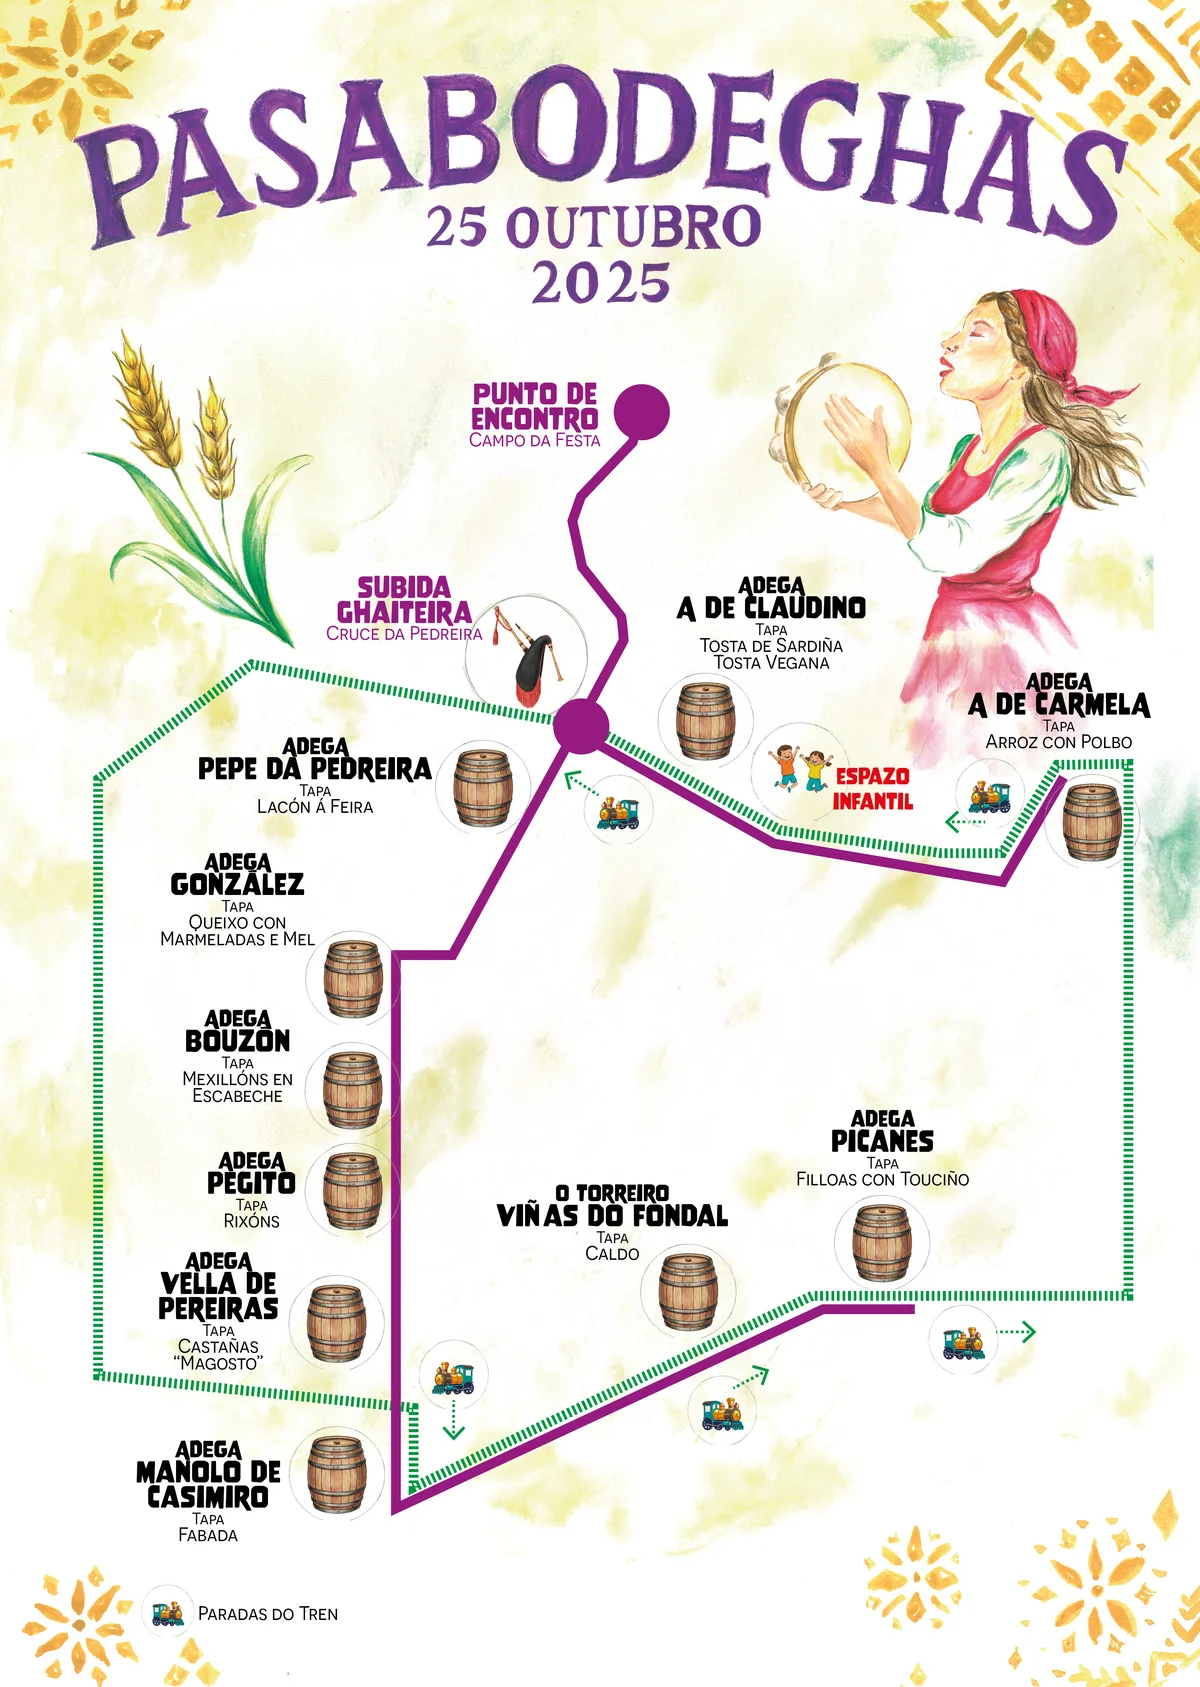 PASABODEGHAS
25 OUTUBRO
2025
PUNTO DE
ENCONTRO
CAMPO DA FESTA
SUBIDA
GHAITEIRA
CRUCE DA PEDREIRA
ADEGA
A DE CLAUDINO
TAPA
TOSTA DE SARDIÑA
TOSTA VEGANA
ADEGA
A DE CARMELA
TAPA
ARROZ CON POLBO
ESPAZO
INFANTIL
ADEGA
PEPE DA PEDREIRA
TAPA
LACÓN Á FEIRA
ADEGA
GONZÁLEZ
TAPA
QUEIXO CON
MARMELADAS E MEL
ADEGA
BOUZÓN
TAPA
MEXILLÓNS EN
ESCABECHE
ADEGA
PEGITO
TAPA
RIXÓNS
ADEGA
VELLA DE
PEREIRAS
TAPA
CASTAÑAS
“MAGOSTO”
ADEGA
MANOLO DE
CASIMIRO
TAPA
FABADA
O TORREIRO
VIÑAS DO FONDAL
TAPA
CALDO
ADEGA
PICANES
TAPA
FILLOAS CON TOUCIÑO
PARADAS DO TREN